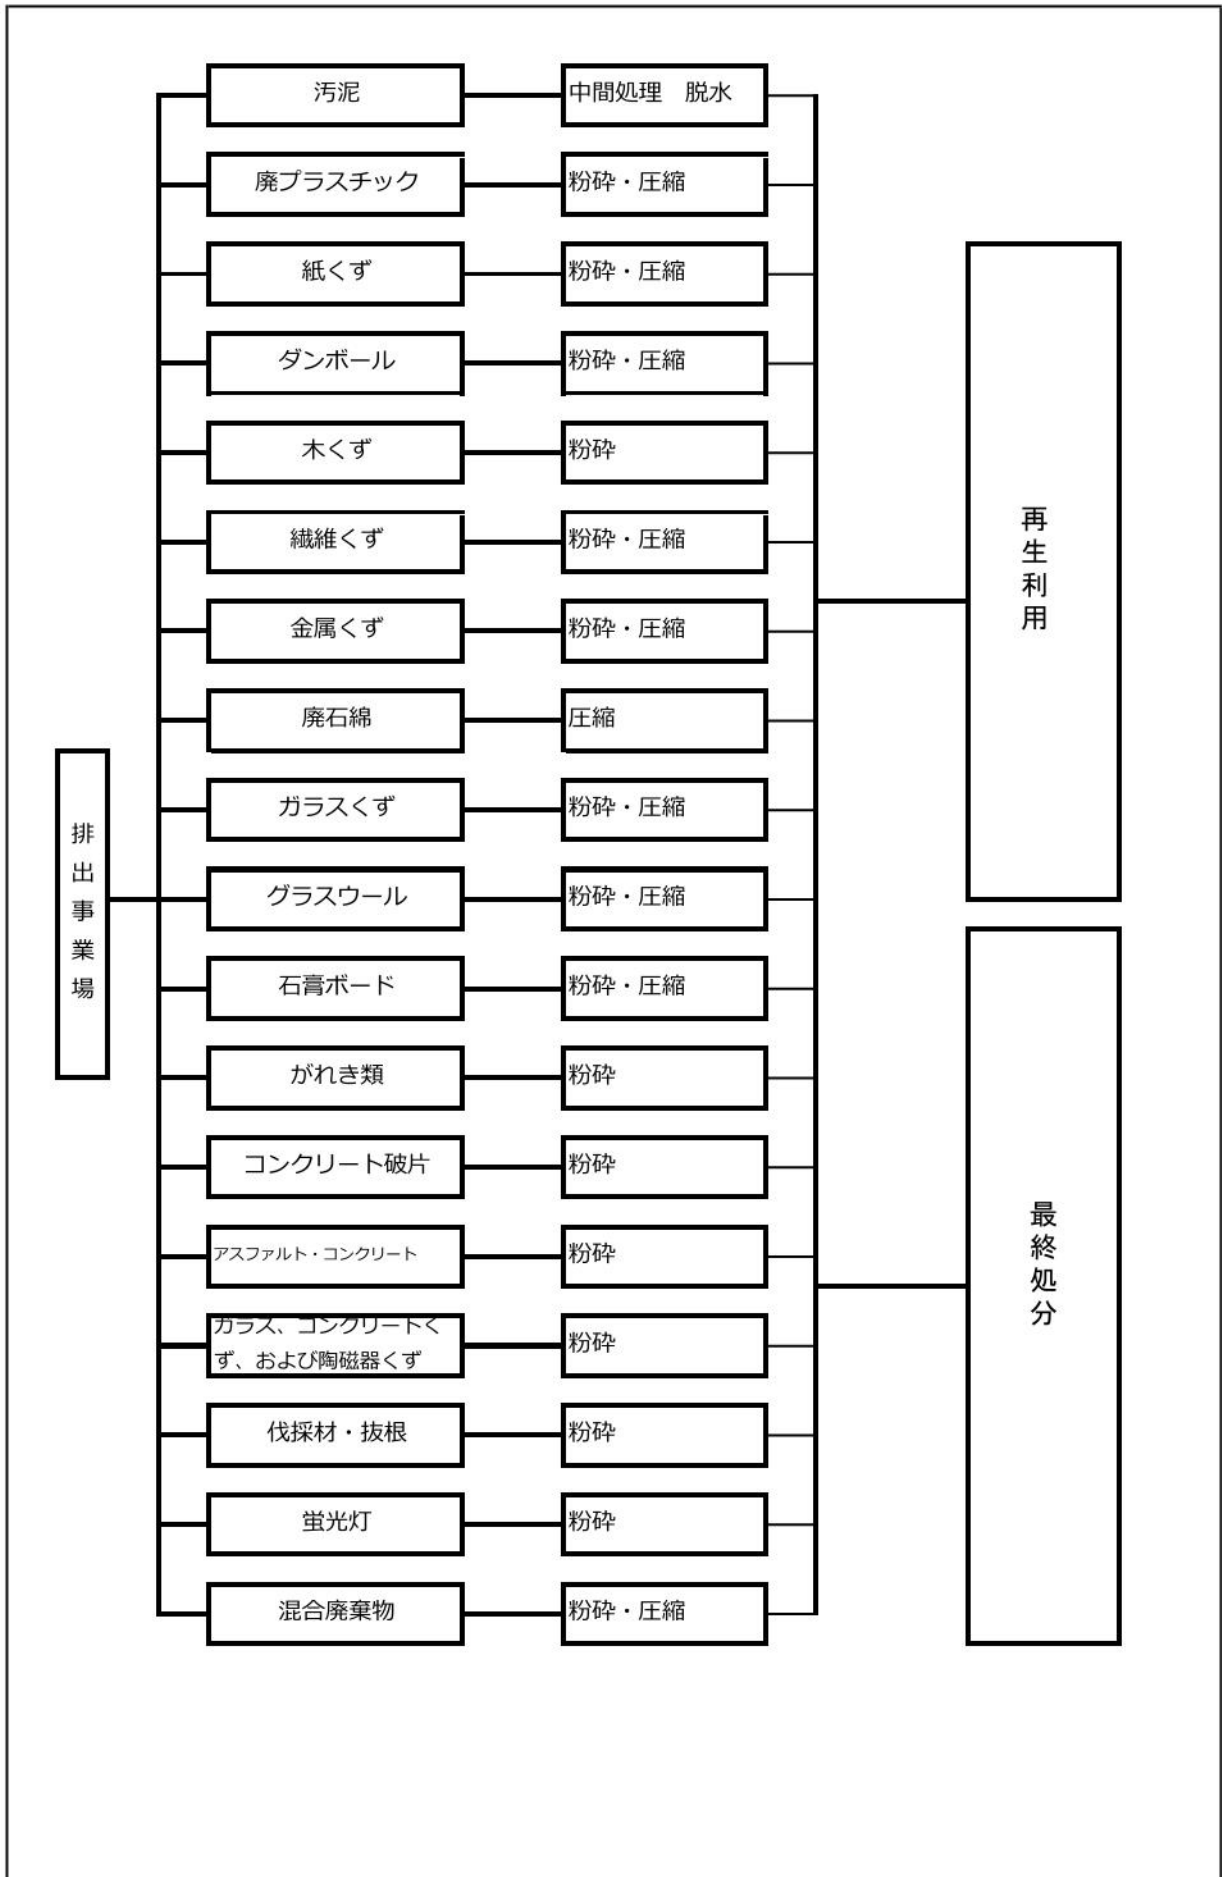 汚泥
中間処理　脱水
廃プラスチック
粉砕・圧縮
紙くず
粉砕・圧縮
ダンボール
粉砕・圧縮
木くず
粉砕
繊維くず
粉砕・圧縮
金属くず
粉砕・圧縮
廃石綿
圧縮
ガラスくず
粉砕・圧縮
グラスウール
粉砕・圧縮
石膏ボード
粉砕・圧縮
がれき類
粉砕
コンクリート破片
粉砕
アスファルト・コンクリート
粉砕
ガラス、コンクリートく
ず、および陶磁器くず
粉砕
伐採材・抜根
粉砕
蛍光灯
粉砕
混合廃棄物
粉砕・圧縮
排出事業場
再生利用
最終処分